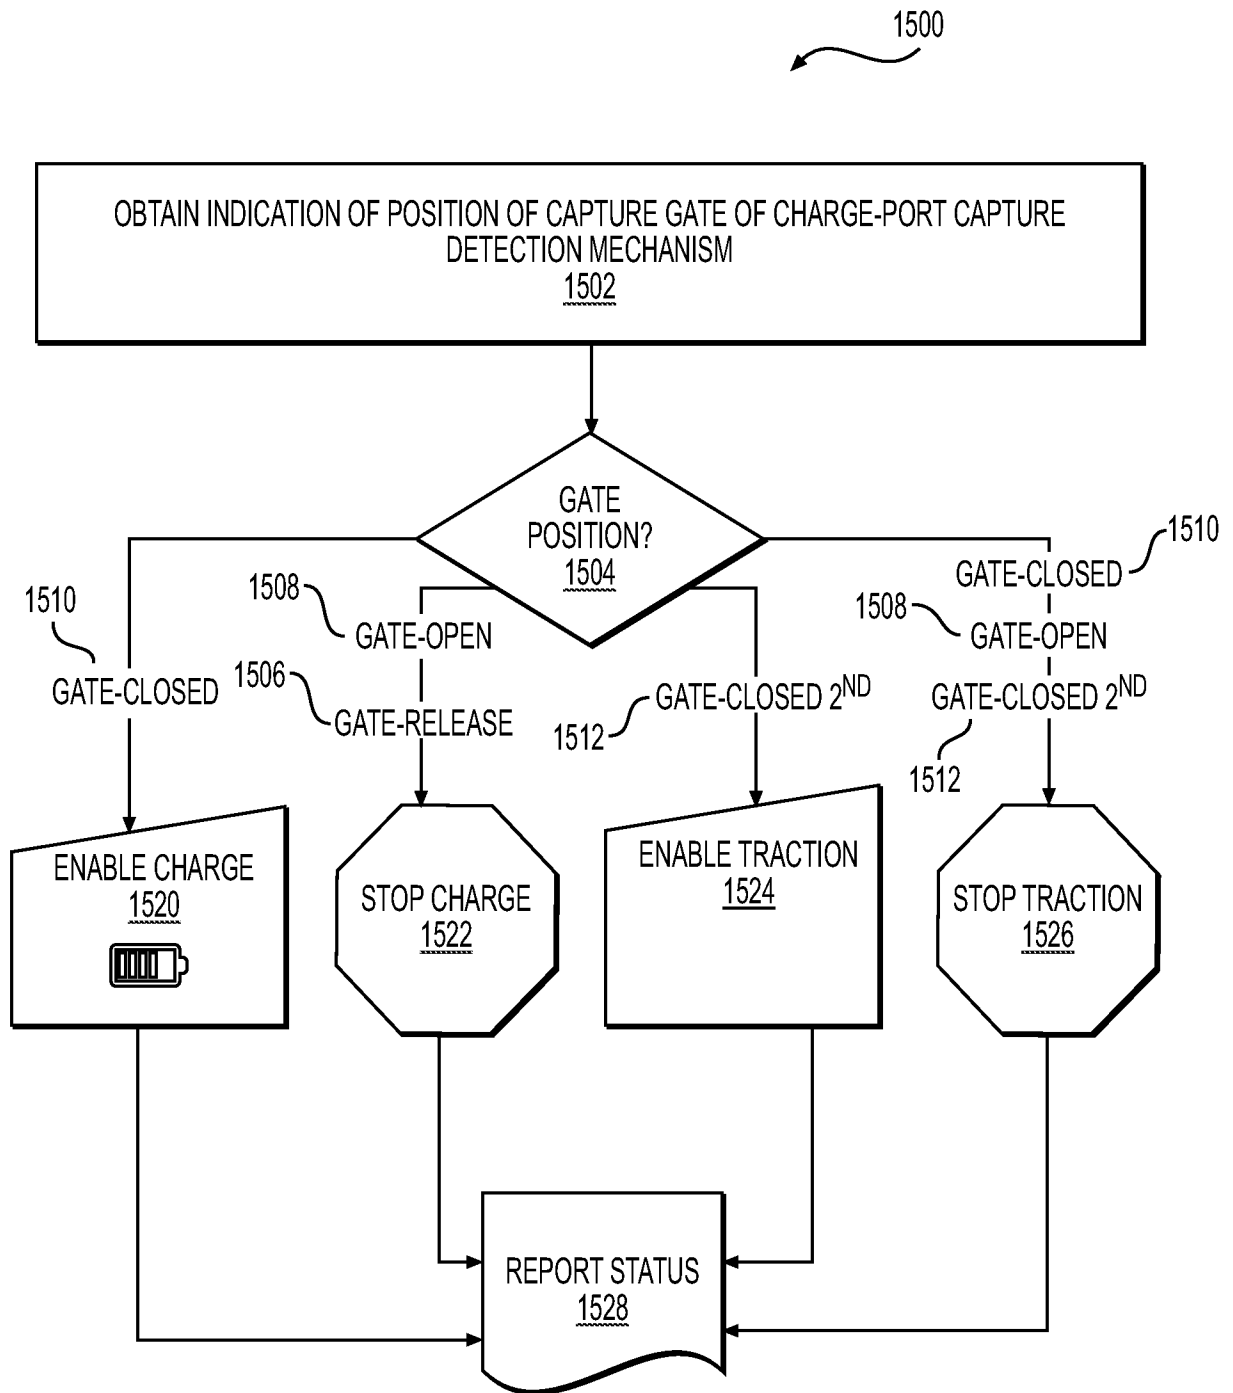 1500
OBTAIN INDICATION OF POSITION OF CAPTURE GATE OF CHARGE-PORT CAPTURE
DETECTION MECHANISM
1502
GATE
POSITION?
1504
1510
GATE-CLOSED
1508
GATE-OPEN
1506
GATE-RELEASE
GATE-CLOSED 2ND
1512
1510
GATE-CLOSED
1508
GATE-OPEN
GATE-CLOSED 2ND
1512
ENABLE CHARGE
1520
STOP CHARGE
1522
ENABLE TRACTION
1524
STOP TRACTION
1526
REPORT STATUS
1528